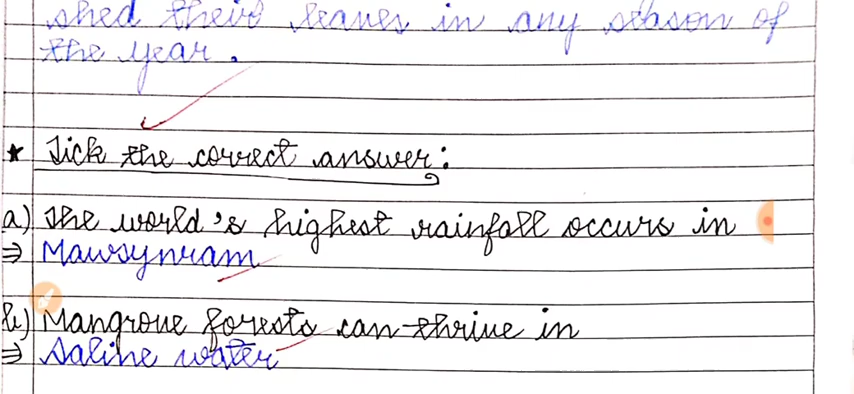 shed their leaves in any season of
the year.
* Tick the correct answer:
a) The world's highest rainfall occurs in
⇒ Mawsynram
b) Mangrove forests can thrive in
⇒ Saline water